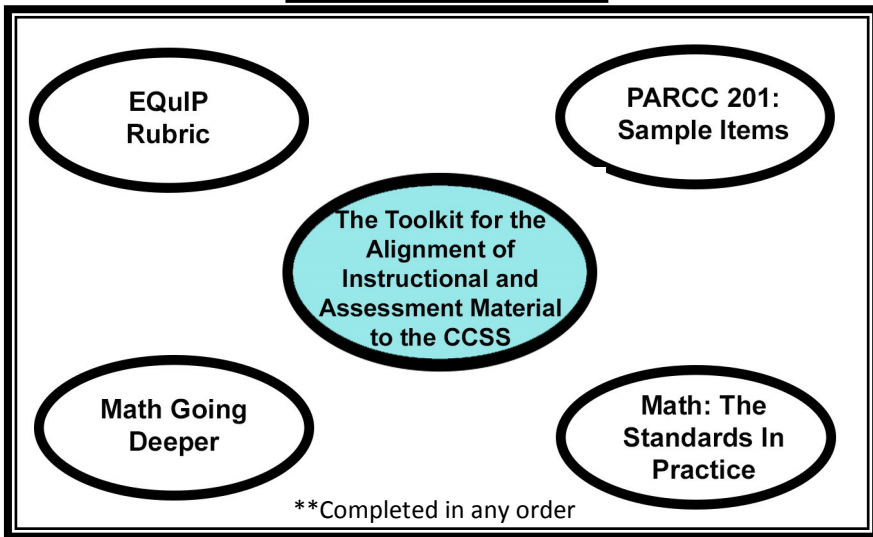 EQuIP
Rubric
PARCC 201:
Sample Items
The Toolkit for the
Alignment of
Instructional and
Assessment Material
to the CCSS
Math Going
Deeper
Math: The
Standards In
Practice
**Completed in any order